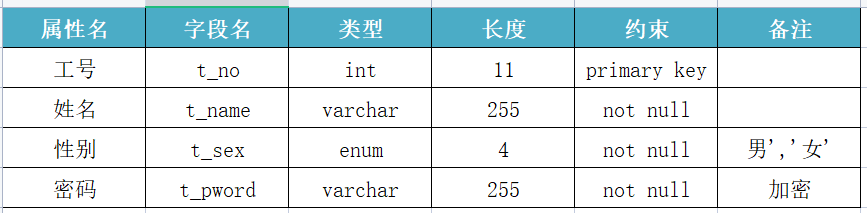 属性名 字段名 类型 长度 约束 备注
工号 t_no int 11 primary key
姓名 t_name varchar 255 not null
性别 t_sex enum 4 not null 男','女'
密码 t_pword varchar 255 not null 加密